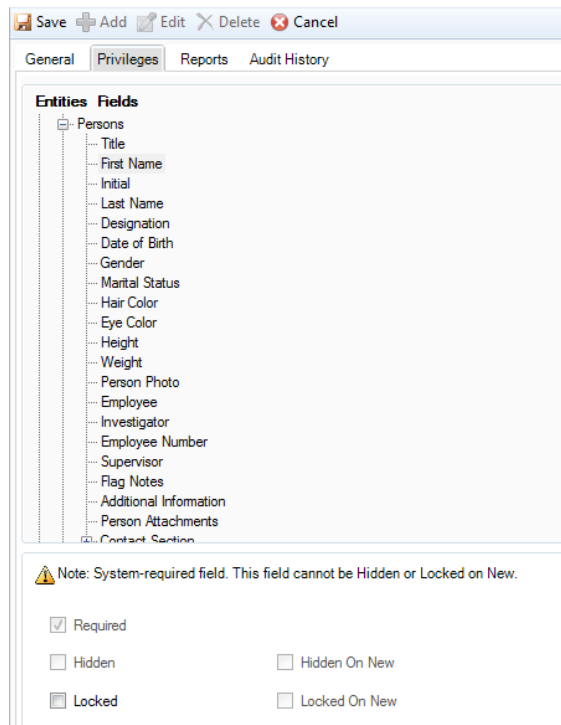 Save Add Edit Delete Cancel
General Privileges Reports Audit History
Entities Fields
Persons
Title
First Name
Initial
Last Name
Designation
Date of Birth
Gender
Marital Status
Hair Color
Eye Color
Height
Weight
Person Photo
Employee
Investigator
Employee Number
Supervisor
Flag Notes
Additional Information
Person Attachments
Contact Section
Note: System-required field. This field cannot be Hidden or Locked on New.
Required
Hidden Hidden On New
Locked Locked On New